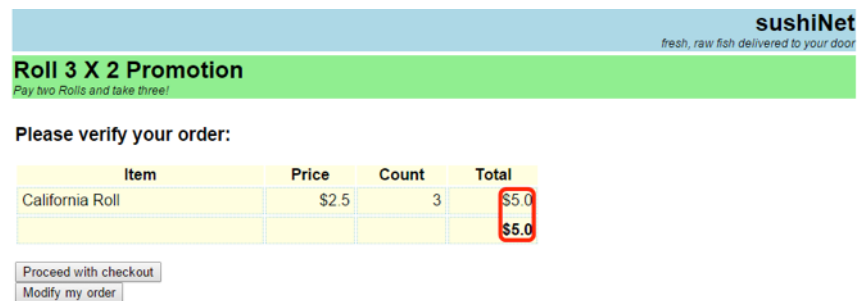 sushiNet
fresh, raw fish delivered to your door
Roll 3 X 2 Promotion
Pay two Rolls and take three!
Please verify your order:
Item Price Count Total
California Roll $2.5 3 $5.0
$5.0
Proceed with checkout
Modify my order